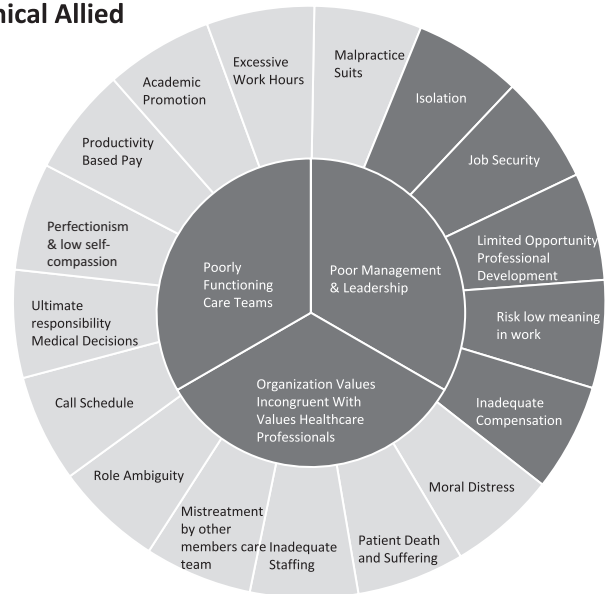 nical Allied
Excessive
Work Hours
Malpractice
Suits
Isolation
Job Security
Limited Opportunity
Professional
Development
Risk low meaning
in work
Inadequate
Compensation
Moral Distress
Patient Death
and Suffering
Inadequate
Staffing
Mistreatment
by other
members care
team
Role Ambiguity
Call Schedule
Ultimate
responsibility
Medical Decisions
Perfectionism
& low self-
compassion
Productivity
Based Pay
Academic
Promotion
Poorly
Functioning
Care Teams
Poor Management
& Leadership
Organization Values
Incongruent With
Values Healthcare
Professionals